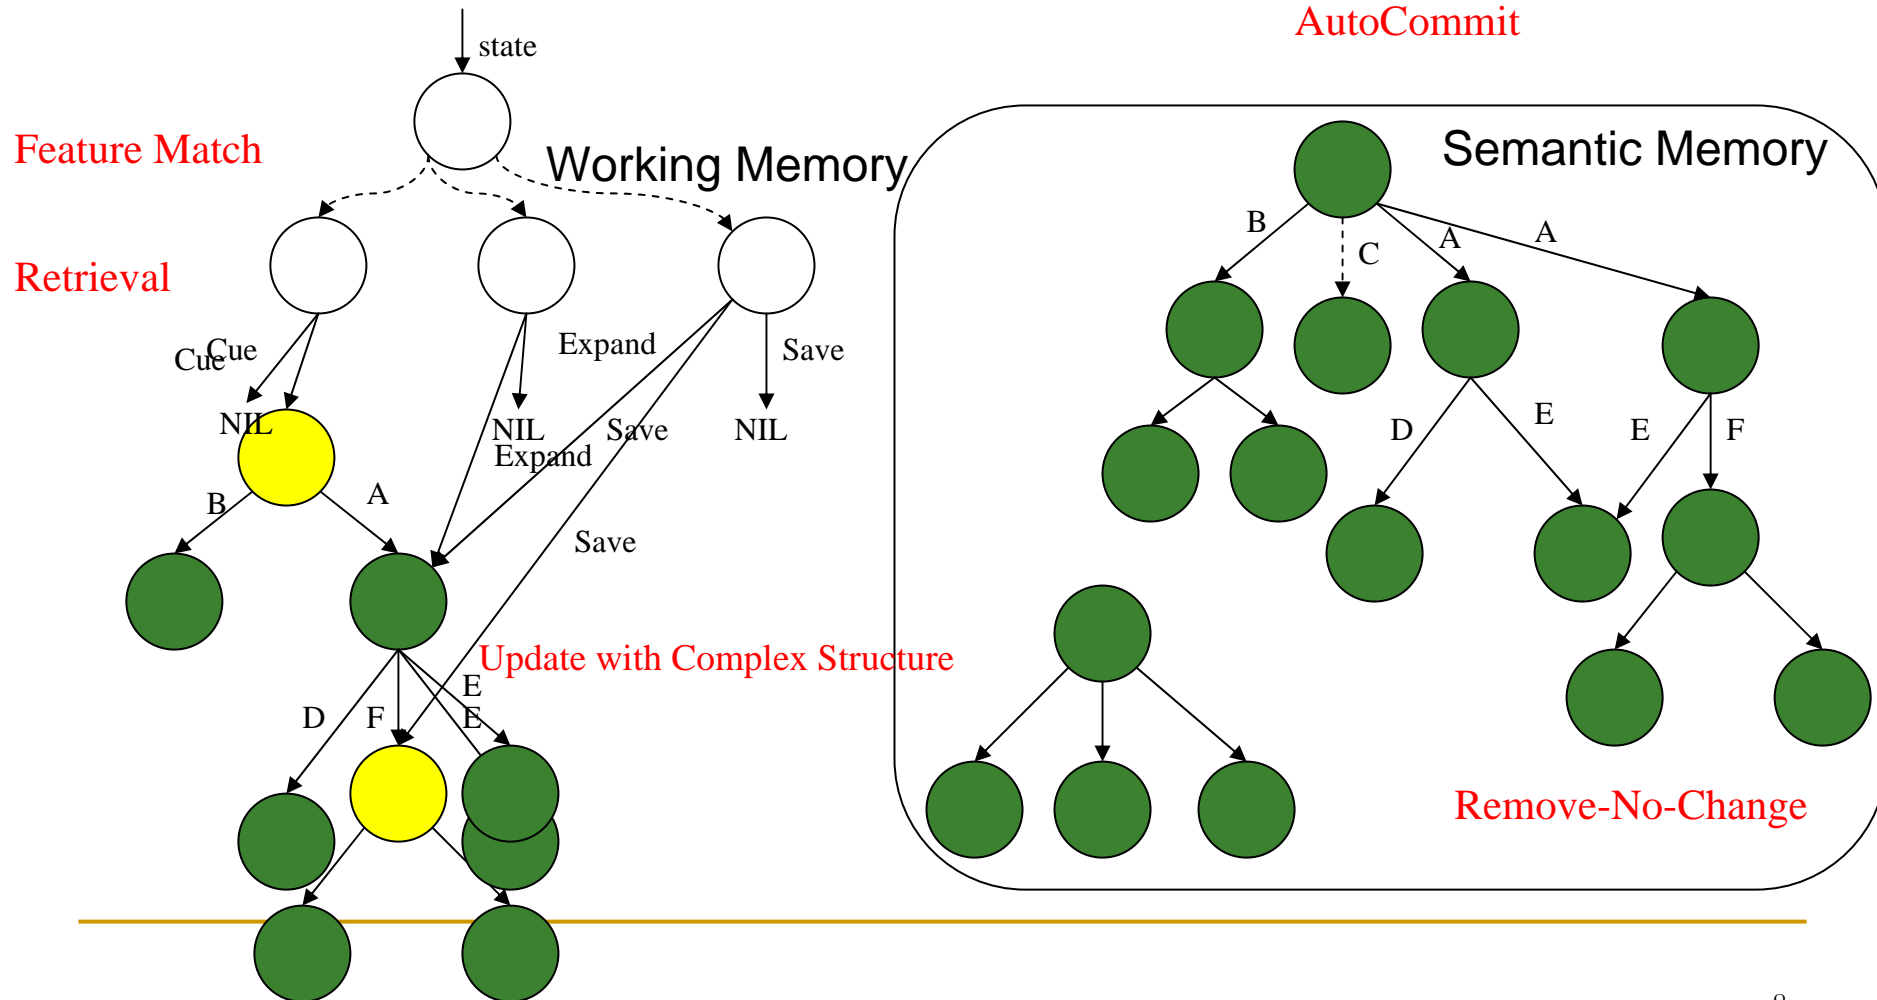 AutoCommit
state
Feature Match
Working Memory
Semantic Memory
B
C
A
A
Retrieval
Expand
Save
Cue
Cue
NIL
NIL
Save
NIL
Expand
D
E
E
F
B
A
Save
Update with Complex Structure
E
D
F
E
Remove-No-Change